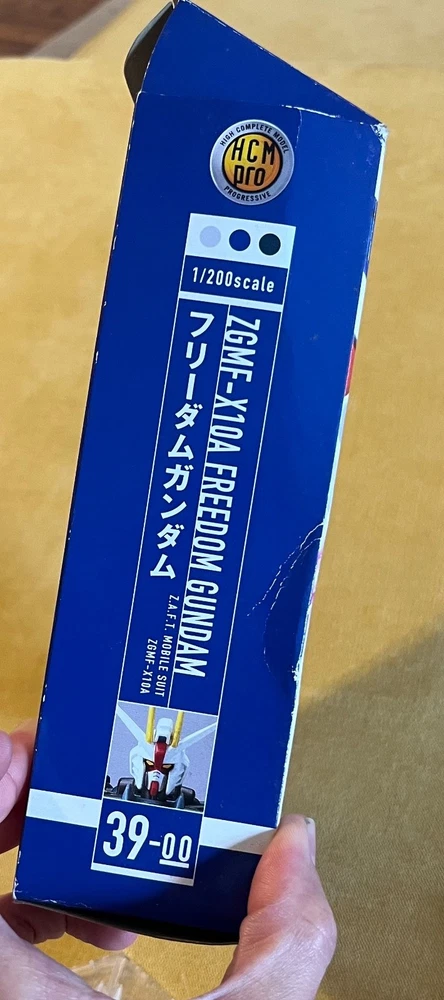 HIGH COMPLETE MODEL
HCM
pro
PROGRESSIVE
1/200scale
ZGMF-X10A FREEDOM GUNDAM
フリーダムガンダム
Z.A.F.T. MOBILE SUIT
ZGMF-X10A
39-00